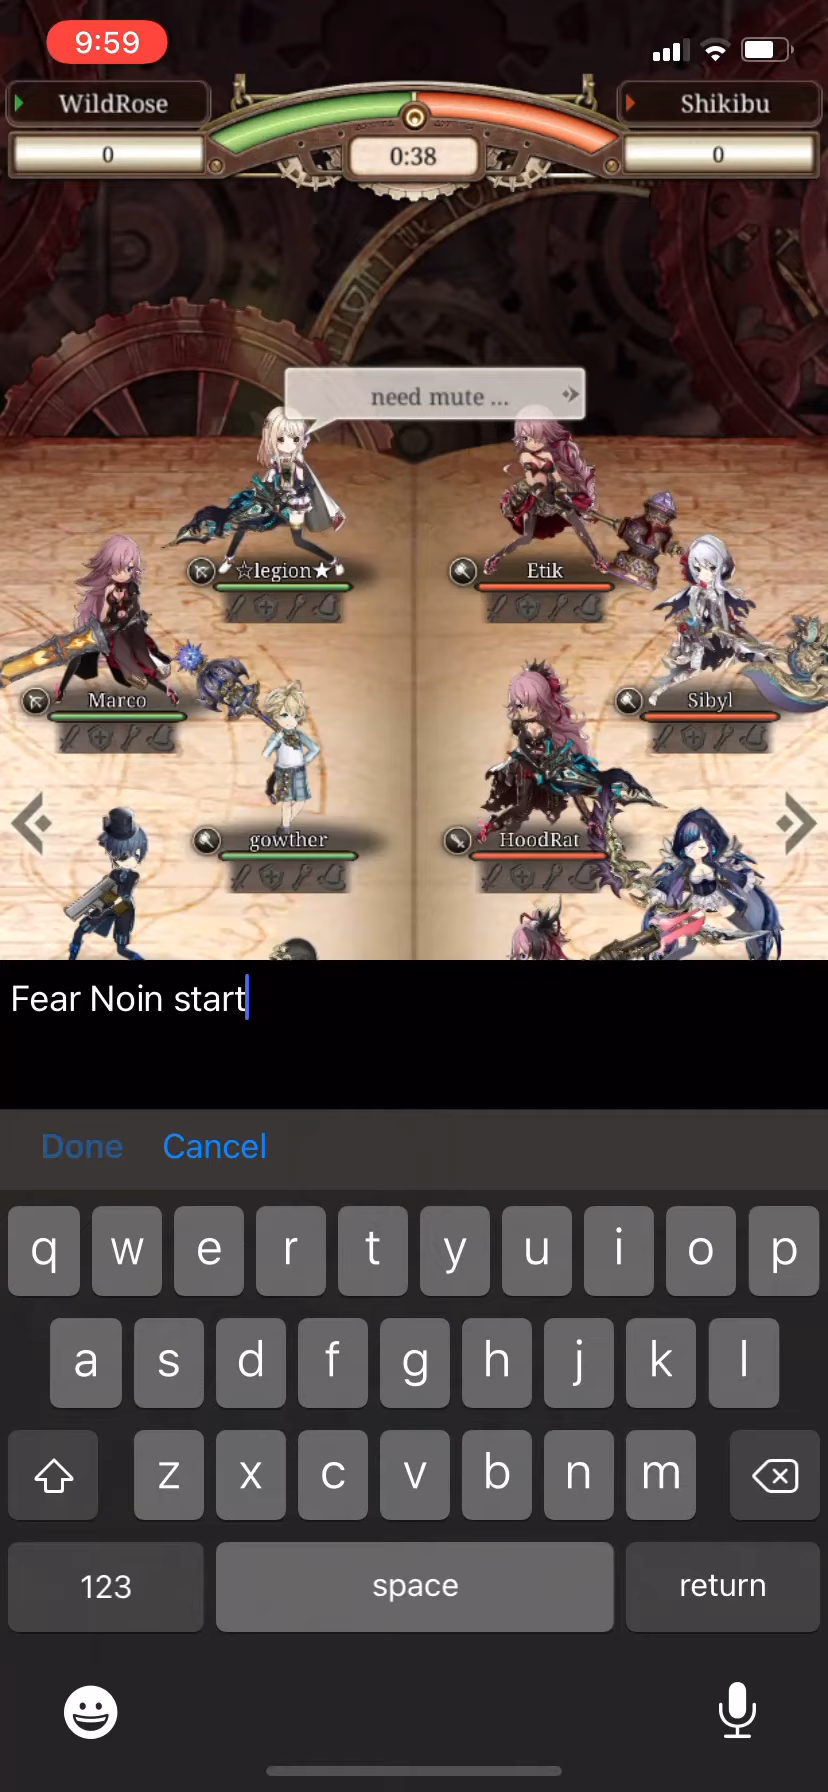 9:59
WildRose
Shikibu
0
0:38
0
need mute ...
☆legion★
Etik
Marco
Sibyl
gowther
HoodRat
Fear Noin start
Done Cancel
q w e r t y u i o p
a s d f g h j k l
z x c v b n m
123 space return